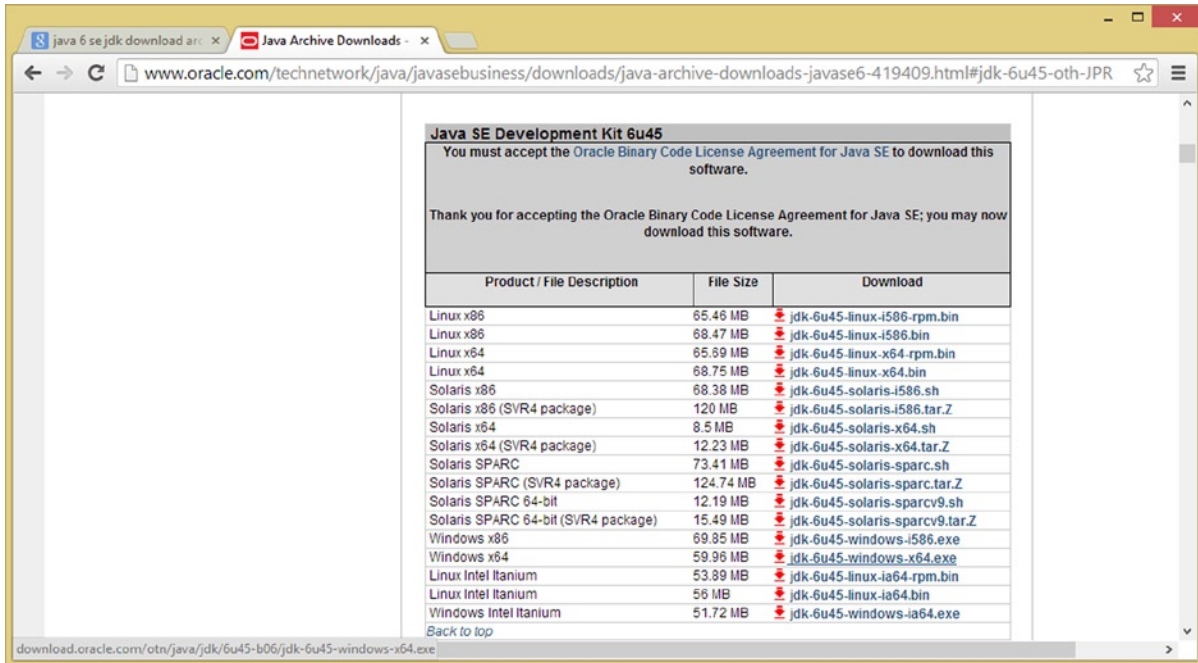 java 6 se jdk download arc
Java Archive Downloads -
www.oracle.com/technetwork/java/javasebusiness/downloads/java-archive-downloads-javase6-419409.html#jdk-6u45-oth-JPR
Java SE Development Kit 6u45
You must accept the Oracle Binary Code License Agreement for Java SE to download this
software.
Thank you for accepting the Oracle Binary Code License Agreement for Java SE; you may now
download this software.
Product / File Description File Size Download
Linux x86 65.46 MB jdk-6u45-linux-i586-rpm.bin
Linux x86 68.47 MB jdk-6u45-linux-i586.bin
Linux x64 65.69 MB jdk-6u45-linux-x64-rpm.bin
Linux x64 68.75 MB jdk-6u45-linux-x64.bin
Solaris x86 68.38 MB jdk-6u45-solaris-i586.sh
Solaris x86 (SVR4 package) 120 MB jdk-6u45-solaris-i586.tar.Z
Solaris x64 8.5 MB jdk-6u45-solaris-x64.sh
Solaris x64 (SVR4 package) 12.23 MB jdk-6u45-solaris-x64.tar.Z
Solaris SPARC 73.41 MB jdk-6u45-solaris-sparc.sh
Solaris SPARC (SVR4 package) 124.74 MB jdk-6u45-solaris-sparc.tar.Z
Solaris SPARC 64-bit 12.19 MB jdk-6u45-solaris-sparcv9.sh
Solaris SPARC 64-bit (SVR4 package) 15.49 MB jdk-6u45-solaris-sparcv9.tar.Z
Windows x86 69.85 MB jdk-6u45-windows-i586.exe
Windows x64 59.96 MB jdk-6u45-windows-x64.exe
Linux Intel Itanium 53.89 MB jdk-6u45-linux-ia64-rpm.bin
Linux Intel Itanium 56 MB jdk-6u45-linux-ia64.bin
Windows Intel Itanium 51.72 MB jdk-6u45-windows-ia64.exe
Back to top
download.oracle.com/otn/java/jdk/6u45-b06/jdk-6u45-windows-x64.exe